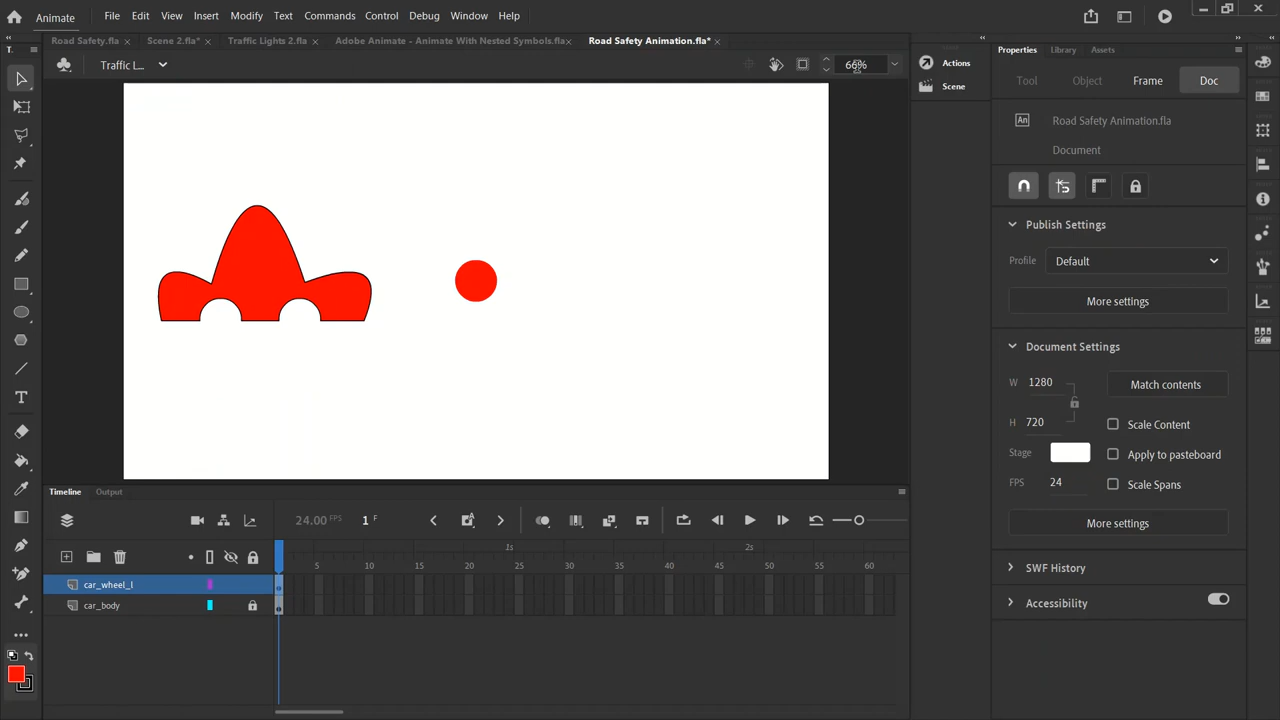 Animate File Edit View Insert Modify Text Commands Control Debug Window Help
Road Safety.fla × Scene 2.fla* × Traffic Lights 2.fla × Adobe Animate - Animate With Nested Symbols.fla× Road Safety Animation.fla* ×
T.
Traffic l... 66%
Actions
Scene
Properties Library Assets
Tool Object Frame Doc
An Road Safety Animation.fla
Document
Publish Settings
Profile Default
More settings
Document Settings
W 1280 Match contents
H 720 Scale Content
Stage Apply to pasteboard
FPS 24 Scale Spans
More settings
SWF History
Accessibility
Timeline Output
24.00 FPS 1 F
1s 2s
5 10 15 20 25 30 35 40 45 50 55 60
car_wheel_l
car_body